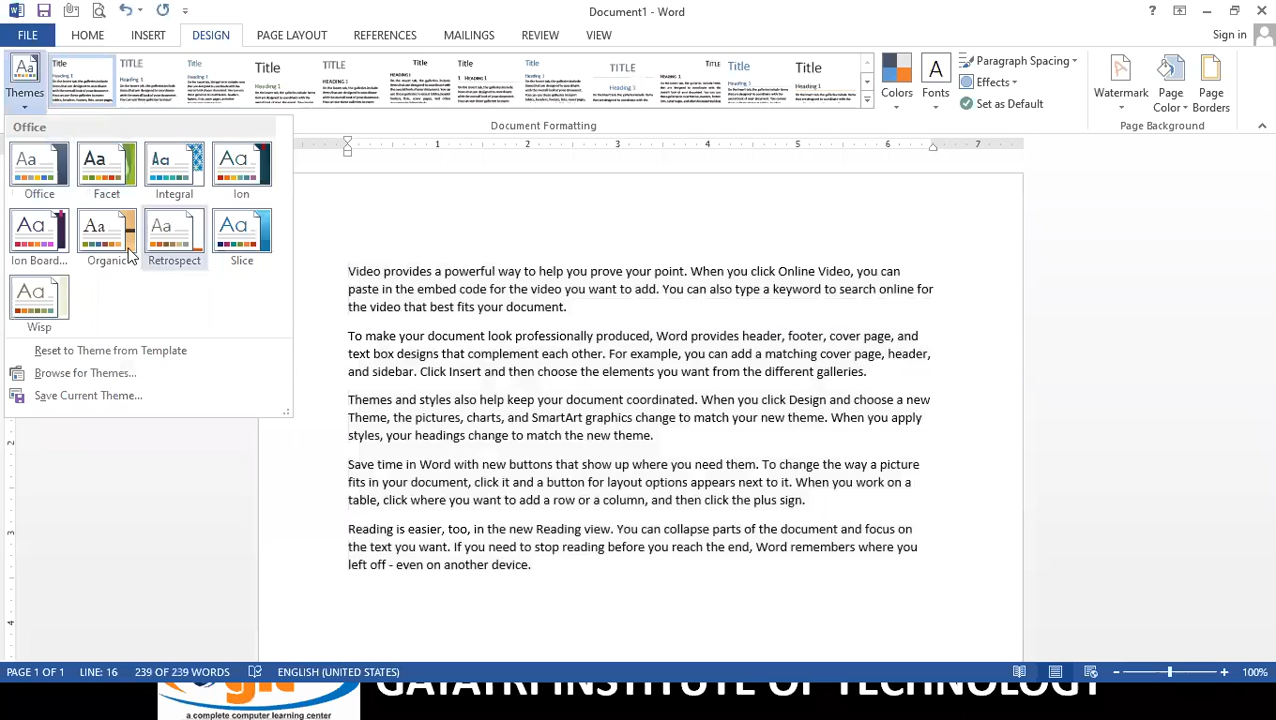 Document1 - Word
FILE
HOME
INSERT
DESIGN
PAGE LAYOUT
REFERENCES
MAILINGS
REVIEW
VIEW
Sign in
Themes
Colors
Fonts
Paragraph Spacing
Effects
Set as Default
Watermark
Page Color
Page Borders
Document Formatting
Page Background
Office
Office
Facet
Integral
Ion
Ion Board...
Organic
Retrospect
Slice
Wisp
Reset to Theme from Template
Browse for Themes...
Save Current Theme...
1 2 3 4 5 6 7
Video provides a powerful way to help you prove your point. When you click Online Video, you can
paste in the embed code for the video you want to add. You can also type a keyword to search online for
the video that best fits your document.
To make your document look professionally produced, Word provides header, footer, cover page, and
text box designs that complement each other. For example, you can add a matching cover page, header,
and sidebar. Click Insert and then choose the elements you want from the different galleries.
Themes and styles also help keep your document coordinated. When you click Design and choose a new
Theme, the pictures, charts, and SmartArt graphics change to match your new theme. When you apply
styles, your headings change to match the new theme.
Save time in Word with new buttons that show up where you need them. To change the way a picture
fits in your document, click it and a button for layout options appears next to it. When you work on a
table, click where you want to add a row or a column, and then click the plus sign.
Reading is easier, too, in the new Reading view. You can collapse parts of the document and focus on
the text you want. If you need to stop reading before you reach the end, Word remembers where you
left off - even on another device.
2
3
4
PAGE 1 OF 1
LINE: 16
239 OF 239 WORDS
ENGLISH (UNITED STATES)
100%
GAIATRI INSTITUTE OF TECHNOLOGY
a complete computer learning center